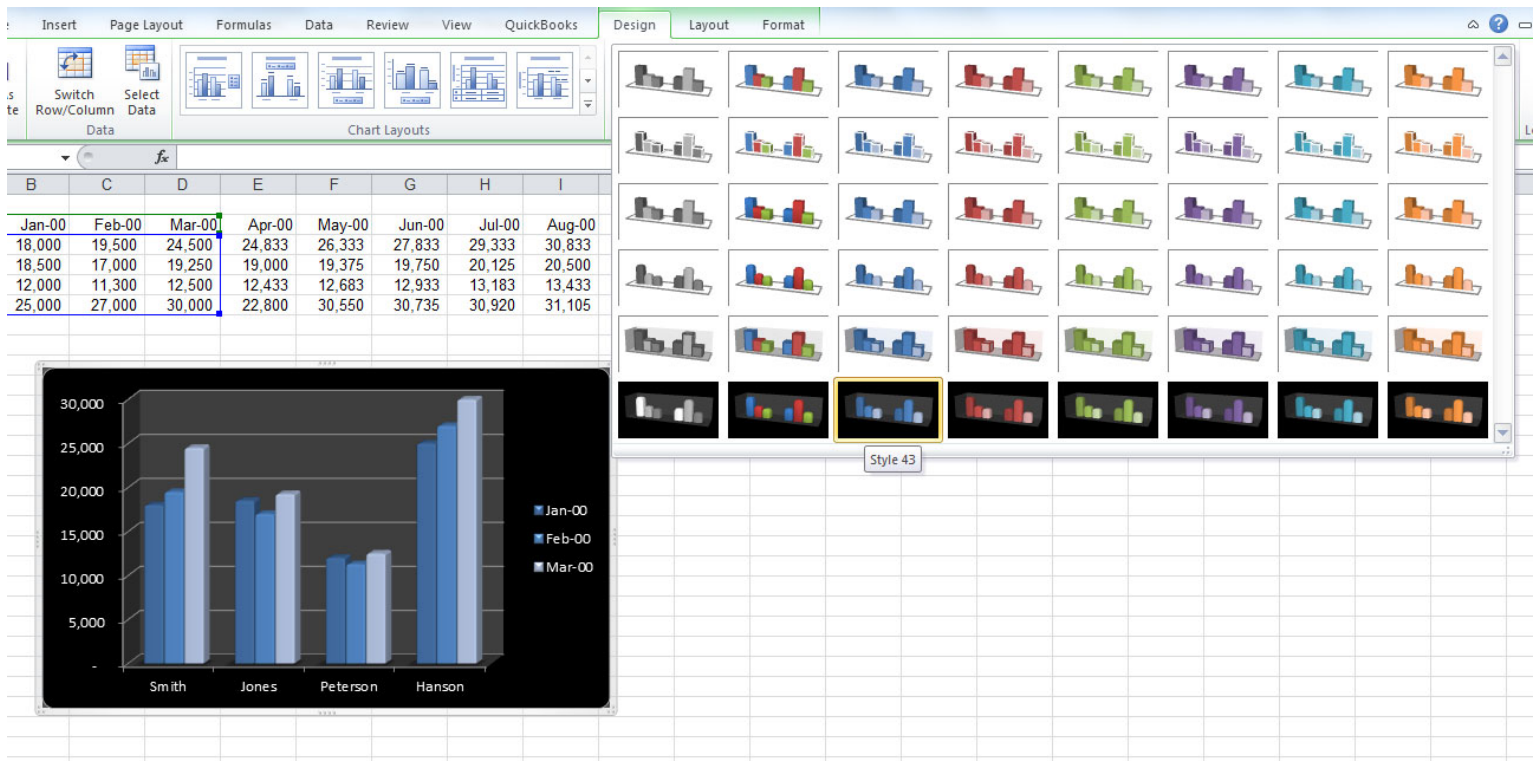 Insert Page Layout Formulas Data Review View QuickBooks Design Layout Format
Switch Row/Column
Select Data
Data
Chart Layouts
fx
B C D E F G H I
Jan-00 Feb-00 Mar-00 Apr-00 May-00 Jun-00 Jul-00 Aug-00
18,000 19,500 24,500 24,833 26,333 27,833 29,333 30,833
18,500 17,000 19,250 19,000 19,375 19,750 20,125 20,500
12,000 11,300 12,500 12,433 12,683 12,933 13,183 13,433
25,000 27,000 30,000 22,800 30,550 30,735 30,920 31,105
Style 43
30,000
25,000
20,000
15,000
10,000
5,000
-
Smith Jones Peterson Hanson
Jan-00
Feb-00
Mar-00